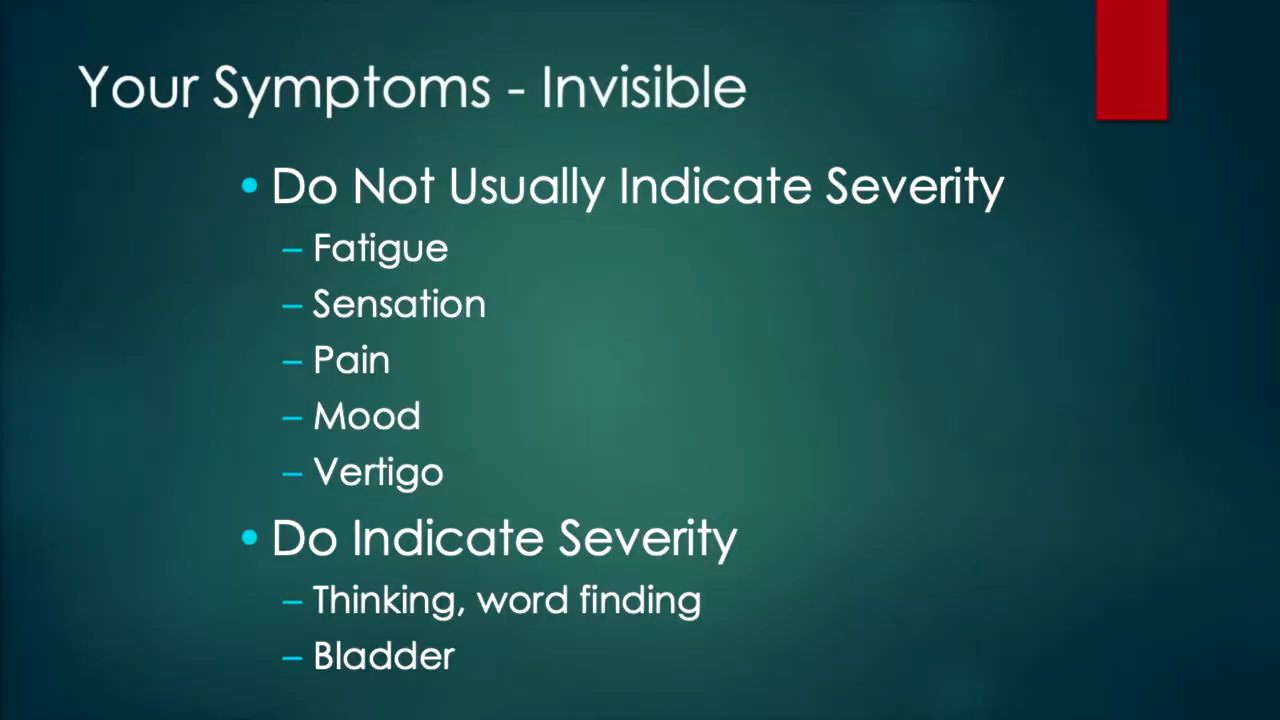 Your Symptoms - Invisible
• Do Not Usually Indicate Severity
– Fatigue
– Sensation
– Pain
– Mood
– Vertigo
• Do Indicate Severity
– Thinking, word finding
– Bladder